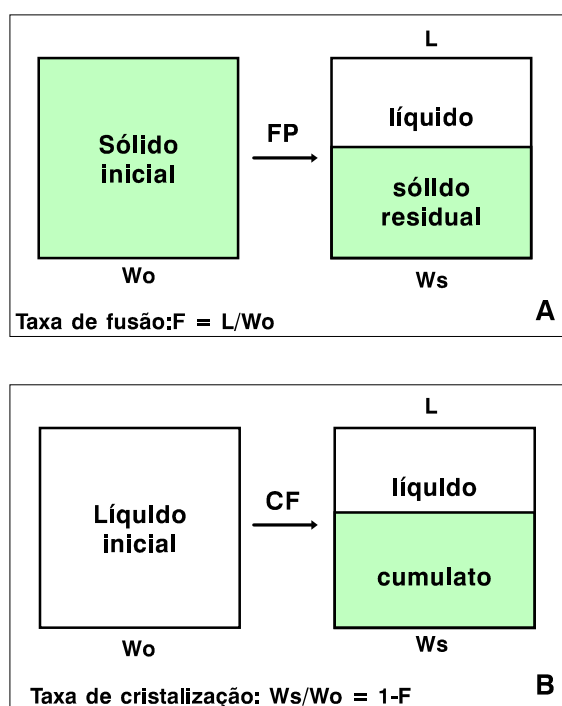 L
Sólido
inicial
FP
líquido
sólIdo
residual
Wo
Ws
Taxa de fusão:F = L/Wo
A
L
LíquIdo
inicial
CF
líquIdo
cumulato
Wo
Ws
Taxa de cristalização: Ws/Wo = 1-F
B